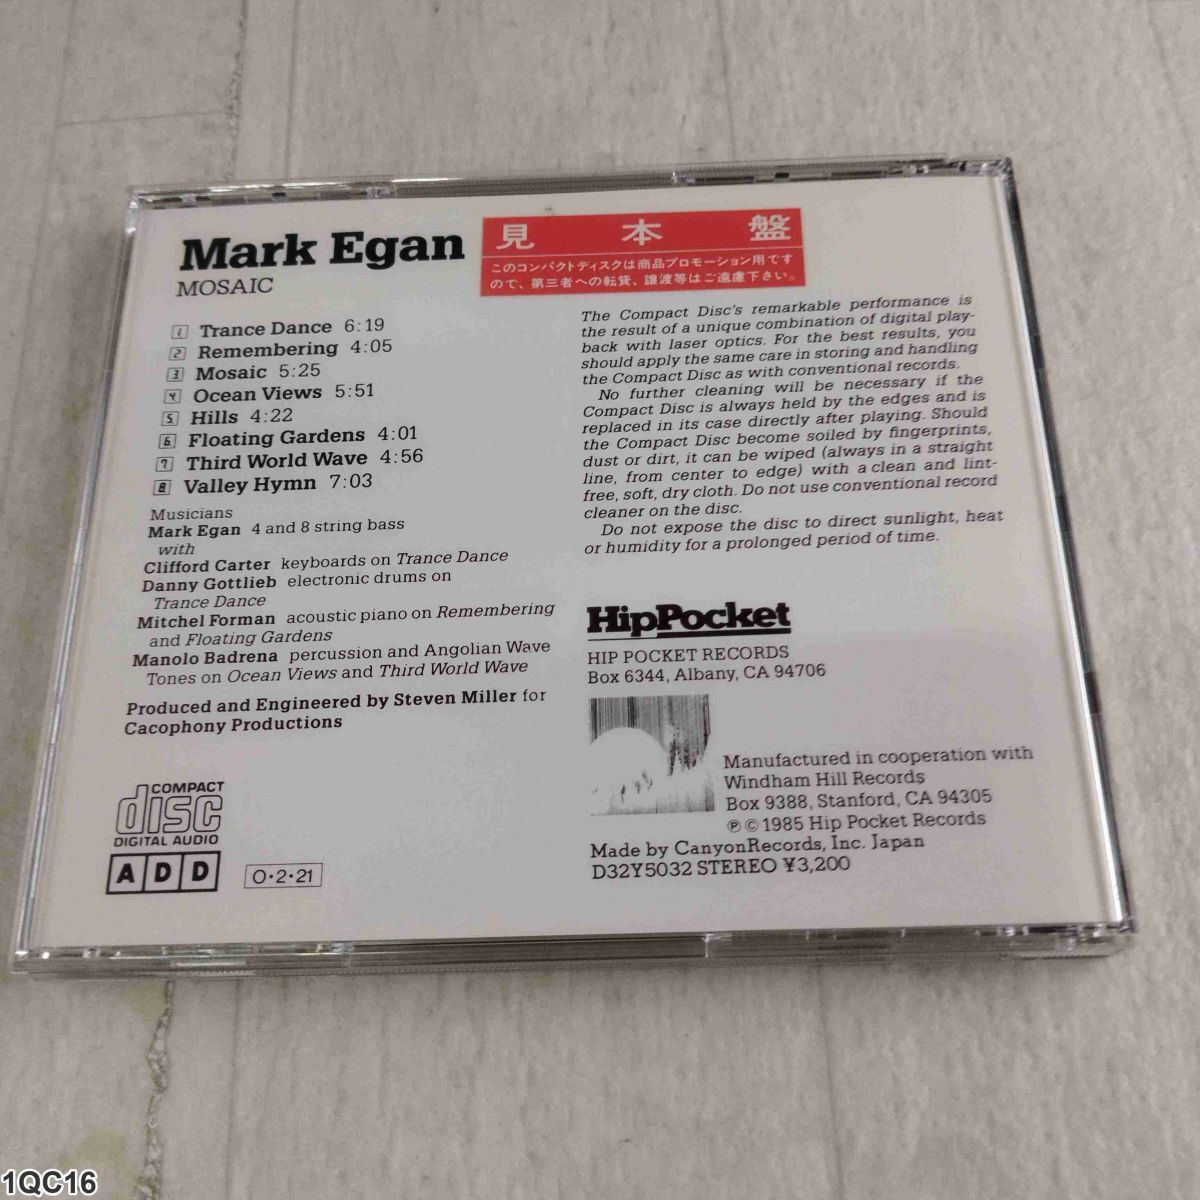 Mark Egan
MOSAIC
見 本 盤
このコンパクトディスクは商品プロモーション用です
ので、第三者への転貸、譲渡等はご遠慮下さい。
1 Trance Dance 6:19
2 Remembering 4:05
3 Mosaic 5:25
4 Ocean Views 5:51
5 Hills 4:22
6 Floating Gardens 4:01
7 Third World Wave 4:56
8 Valley Hymn 7:03
Musicians
Mark Egan 4 and 8 string bass
with
Clifford Carter keyboards on Trance Dance
Danny Gottlieb electronic drums on
Trance Dance
Mitchel Forman acoustic piano on Remembering
and Floating Gardens
Manolo Badrena percussion and Angolian Wave
Tones on Ocean Views and Third World Wave
Produced and Engineered by Steven Miller for
Cacophony Productions
COMPACT
disc
DIGITAL AUDIO
A D D
O·2·21
The Compact Disc's remarkable performance is
the result of a unique combination of digital play-
back with laser optics. For the best results, you
should apply the same care in storing and handling
the Compact Disc as with conventional records.
No further cleaning will be necessary if the
Compact Disc is always held by the edges and is
replaced in its case directly after playing. Should
the Compact Disc become soiled by fingerprints,
dust or dirt, it can be wiped (always in a straight
line, from center to edge) with a clean and lint-
free, soft, dry cloth. Do not use conventional record
cleaner on the disc.
Do not expose the disc to direct sunlight, heat
or humidity for a prolonged period of time.
HipPocket
HIP POCKET RECORDS
Box 6344, Albany, CA 94706
Manufactured in cooperation with
Windham Hill Records
Box 9388, Stanford, CA 94305
℗ © 1985 Hip Pocket Records
Made by CanyonRecords, Inc. Japan
D32Y5032 STEREO ¥3,200
1QC16